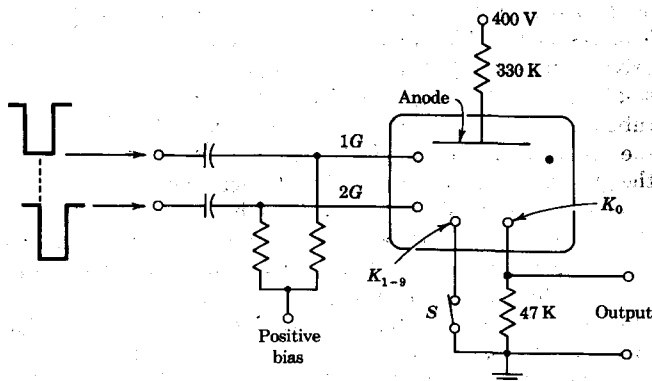 400 V
330 K
Anode
1G
2G
K₀
K₁₋₉
S
47 K
Output
Positive
bias